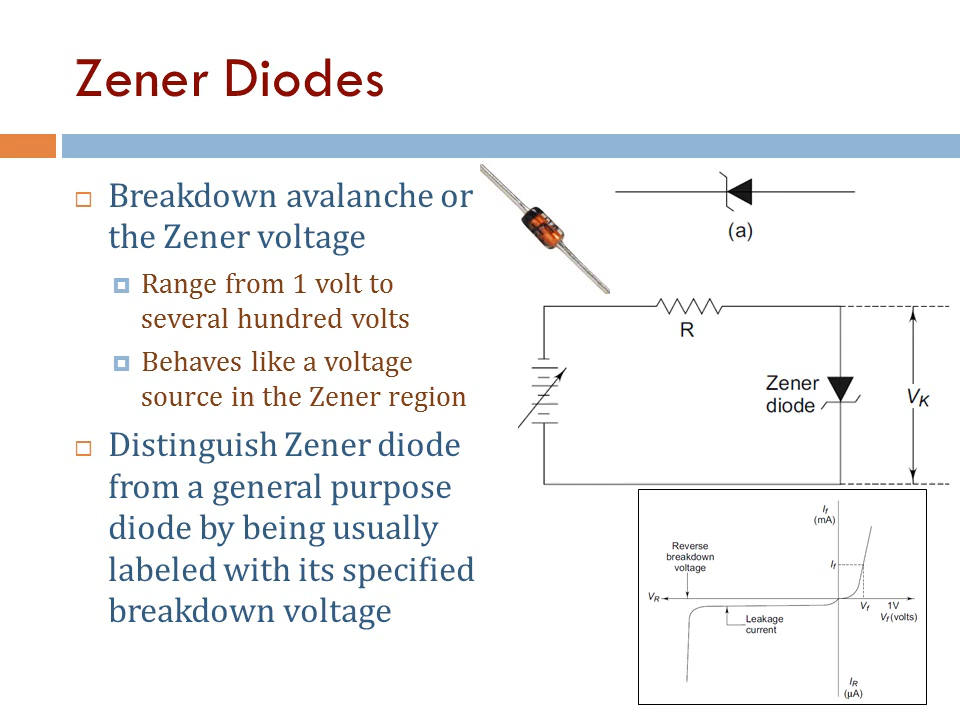 Zener Diodes
Breakdown avalanche or
the Zener voltage
Range from 1 volt to
several hundred volts
Behaves like a voltage
source in the Zener region
Distinguish Zener diode
from a general purpose
diode by being usually
labeled with its specified
breakdown voltage
(a)
R
Zener
diode
VK
If
(mA)
Reverse
breakdown
voltage
If
VR
Vf
1V
Vf (volts)
Leakage
current
IR
(µA)